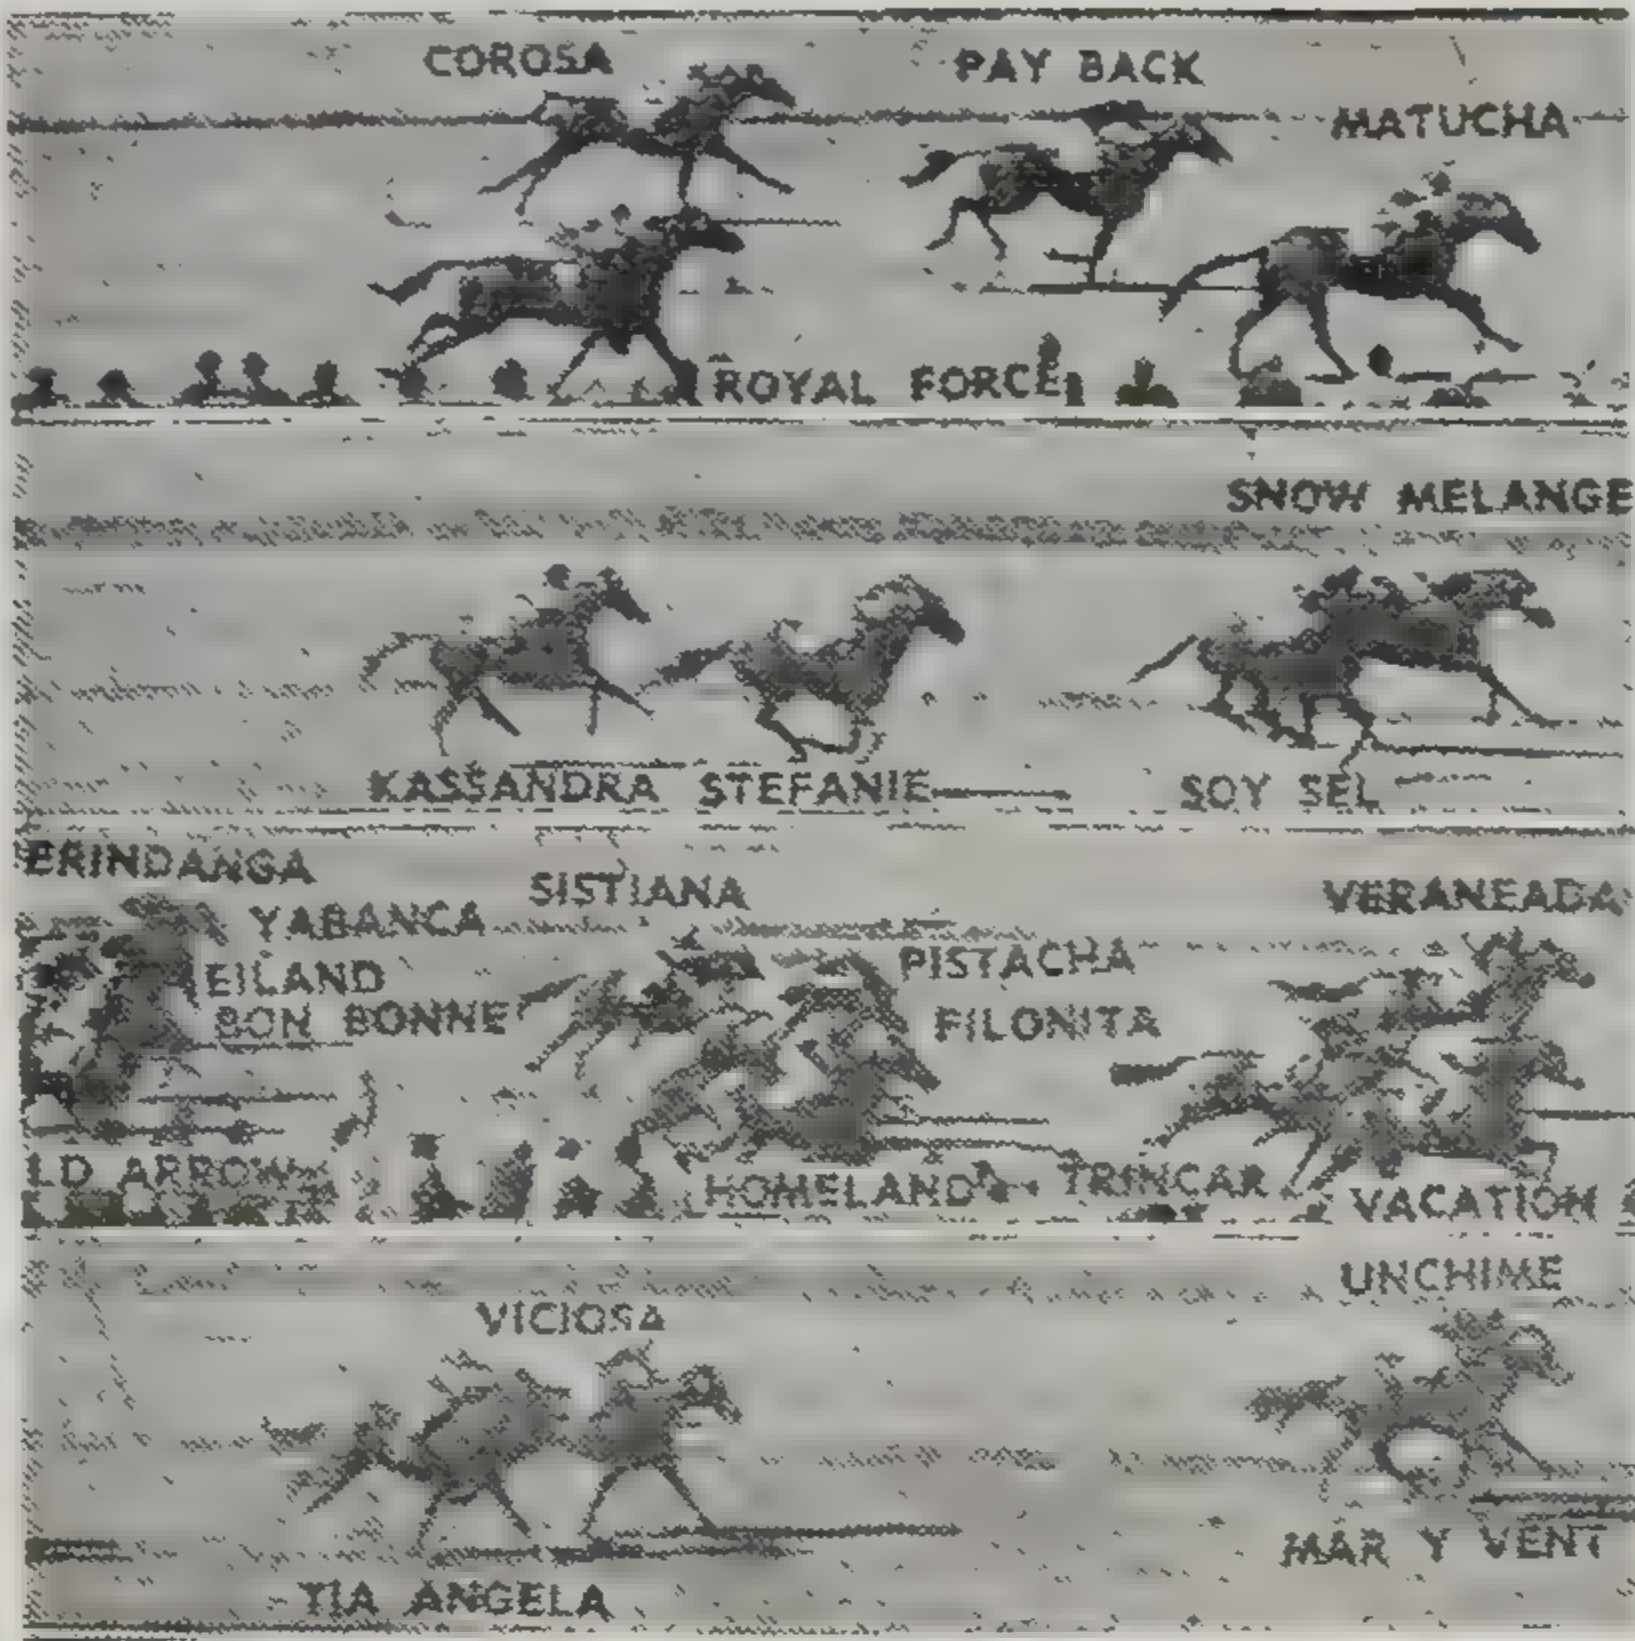 COROSA
PAY BACK
MATUCHA
ROYAL FORCE
SNOW MELANGE
KASSANDRA
STEFANIE
SOY SEL
ERINDANGA
YABANCA
EILAND
BON BONNE
SISTIANA
PISTACHA
FILONITA
VERANEADA
LD ARROW
HOMELAND
TRINCAR
VACATION
VICIOSA
UNCHIME
TIA ANGELA
MAR Y VENT